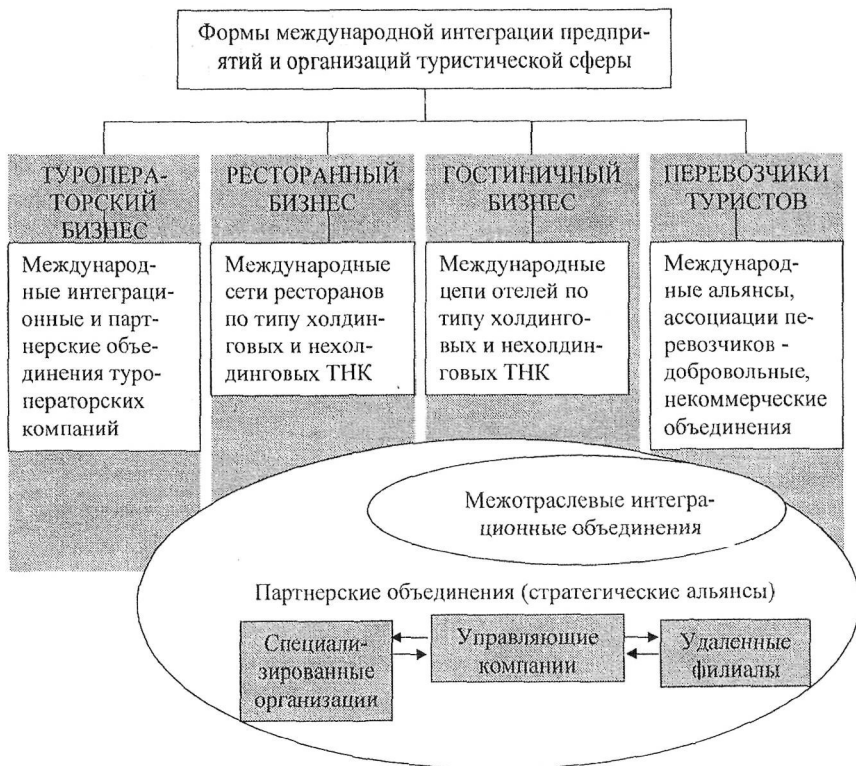 Формы международной интеграции предпри-
ятий и организаций туристической сферы
ТУРОПЕРА-
ТОРСКИЙ
БИЗНЕС
РЕСТОРАННЫЙ
БИЗНЕС
ГОСТИНИЧНЫЙ
БИЗНЕС
ПЕРЕВОЗЧИКИ
ТУРИСТОВ
Международ-
ные интеграци-
онные и парт-
нерские объе-
динения туро-
ператорских
компаний
Международные
сети ресторанов
по типу холдин-
говых и нехол-
динговых ТНК
Международные
цепи отелей по
типу холдинго-
вых и нехолдин-
говых ТНК
Международ-
ные альянсы,
ассоциации пе-
ревозчиков -
добровольные,
некоммерческие
объединения
Межотраслевые интегра-
ционные объединения
Партнерские объединения (стратегические альянсы)
Специали-
зированные
организации
Управляющие
компании
Удаленные
филиалы